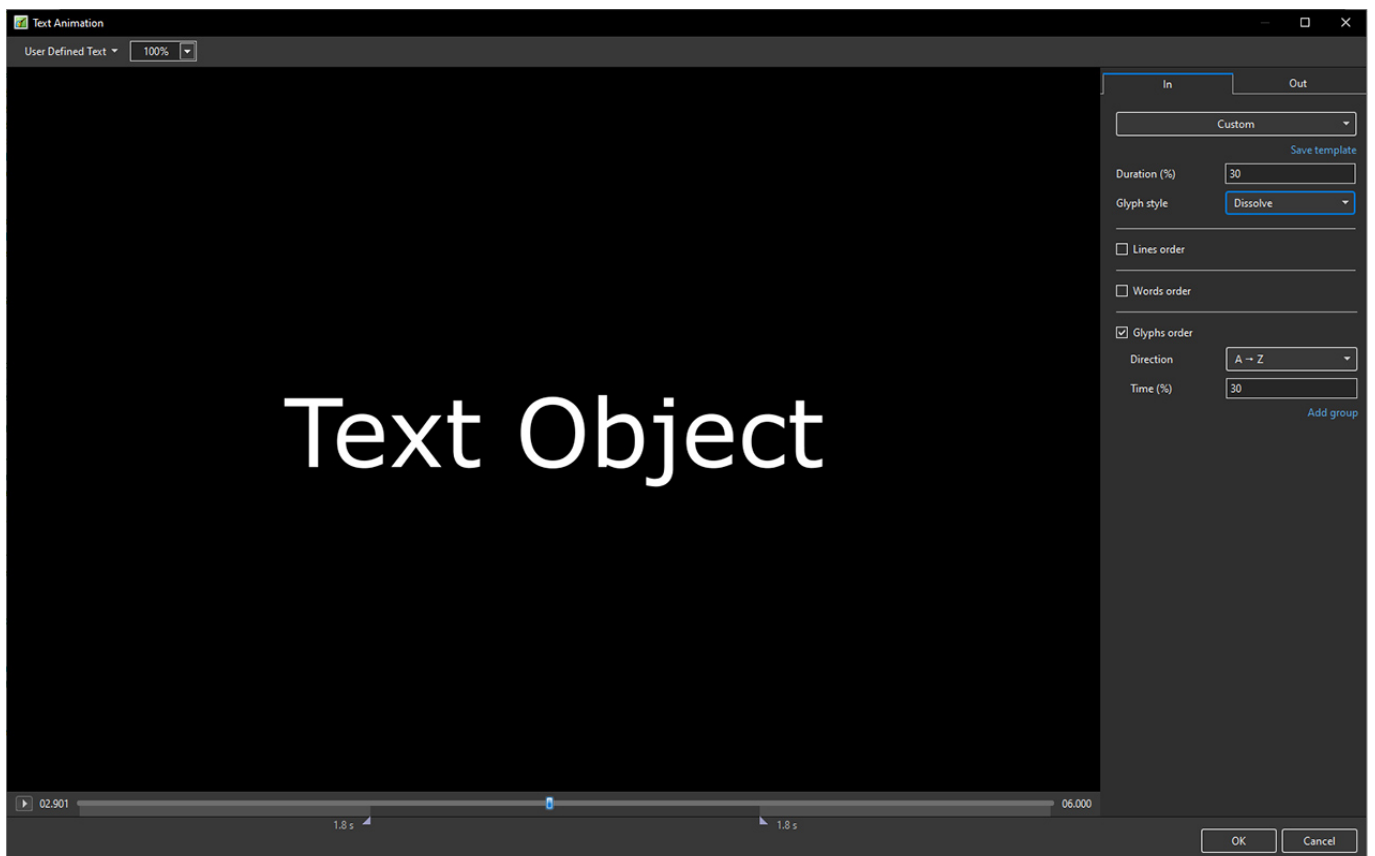 Text Animation
User Defined Text 100%
In Out
Custom
Save template
Duration (%) 30
Glyph style Dissolve
Lines order
Words order
Glyphs order
Direction A → Z
Time (%) 30
Add group
Text Object
02.901 06.000
1.8 s 1.8 s
OK Cancel